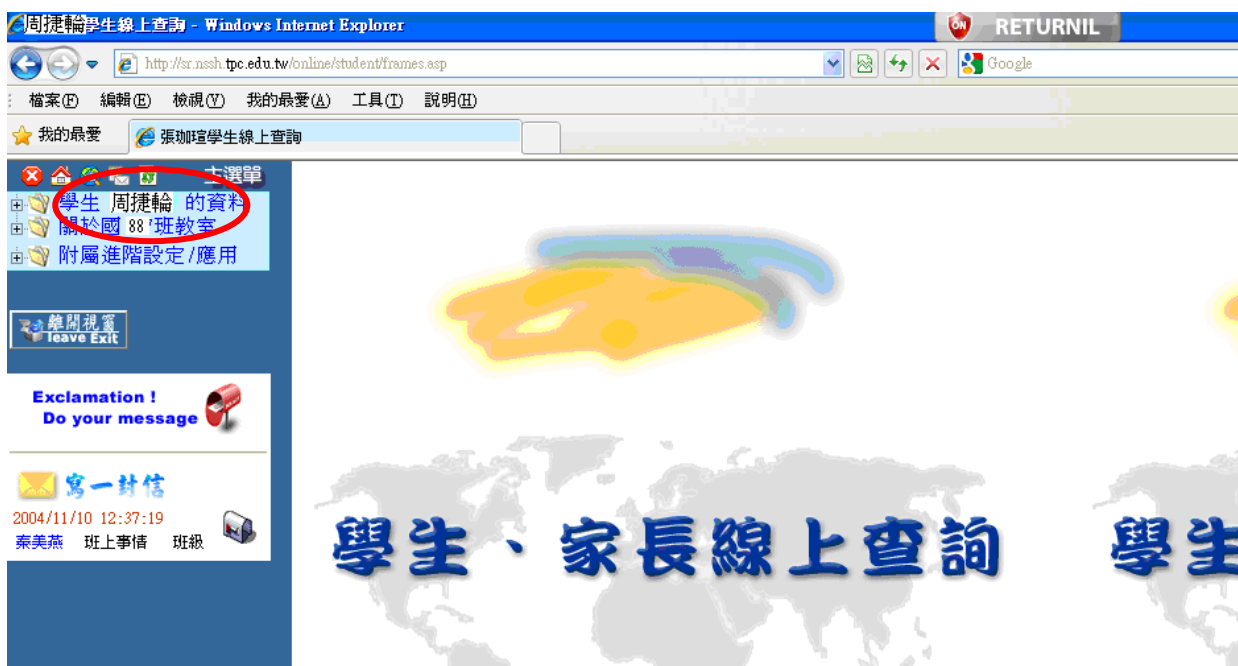 周捷輪學生線上查詢 - Windows Internet Explorer
ON RETURNIL
http://sr.nssh.tpc.edu.tw/online/student/frames.asp
Google
檔案(F) 編輯(E) 檢視(V) 我的最愛(A) 工具(T) 說明(H)
我的最愛
張珈瑄學生線上查詢
主選單
學生 周捷輪 的資料
關於國 88 班教室
附屬進階設定/應用
離開視窗
leave Exit
Exclamation !
Do your message
寫一封信
2004/11/10 12:37:19
秦美燕 班上事情 班級
學生、家長線上查詢
學生